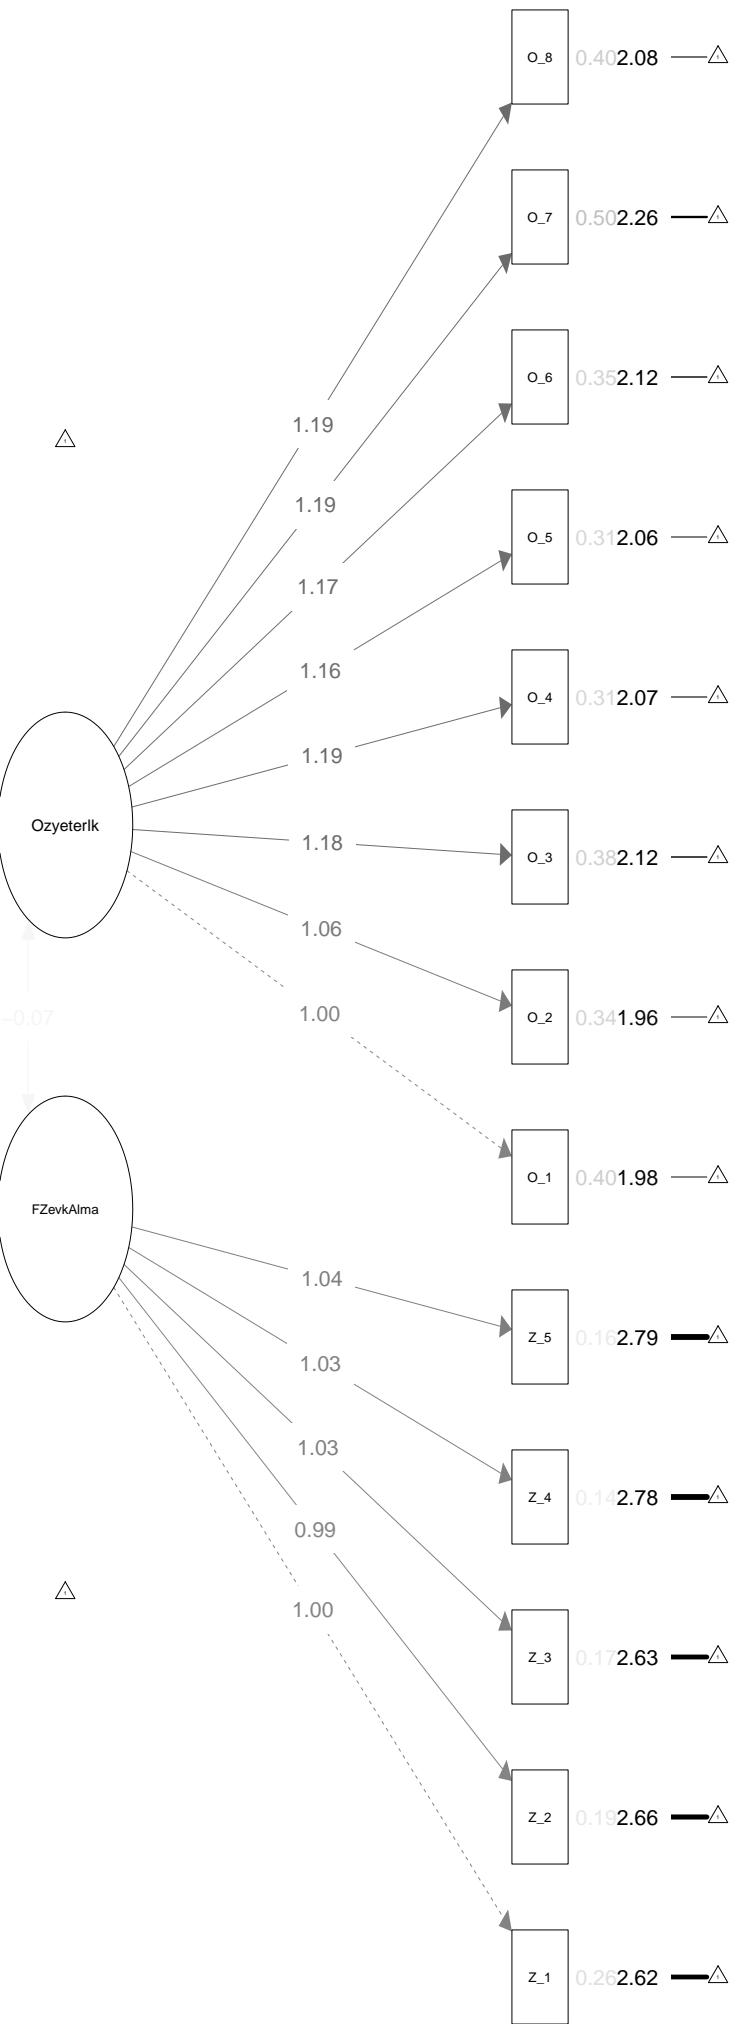 O_8 0.40 2.08
O_7 0.50 2.26
1.19
O_6 0.35 2.12
1.19
O_5 0.31 2.06
1.17
1.16
O_4 0.31 2.07
1.19
Ozyeterlk
1.18
O_3 0.38 2.12
1.06
1.00
−0.07
O_2 0.34 1.96
O_1 0.40 1.98
FZevkAlma
1.04
Z_5 0.16 2.79
1.03
1.03
Z_4 0.14 2.78
0.99
1.00
Z_3 0.17 2.63
Z_2 0.19 2.66
Z_1 0.26 2.62